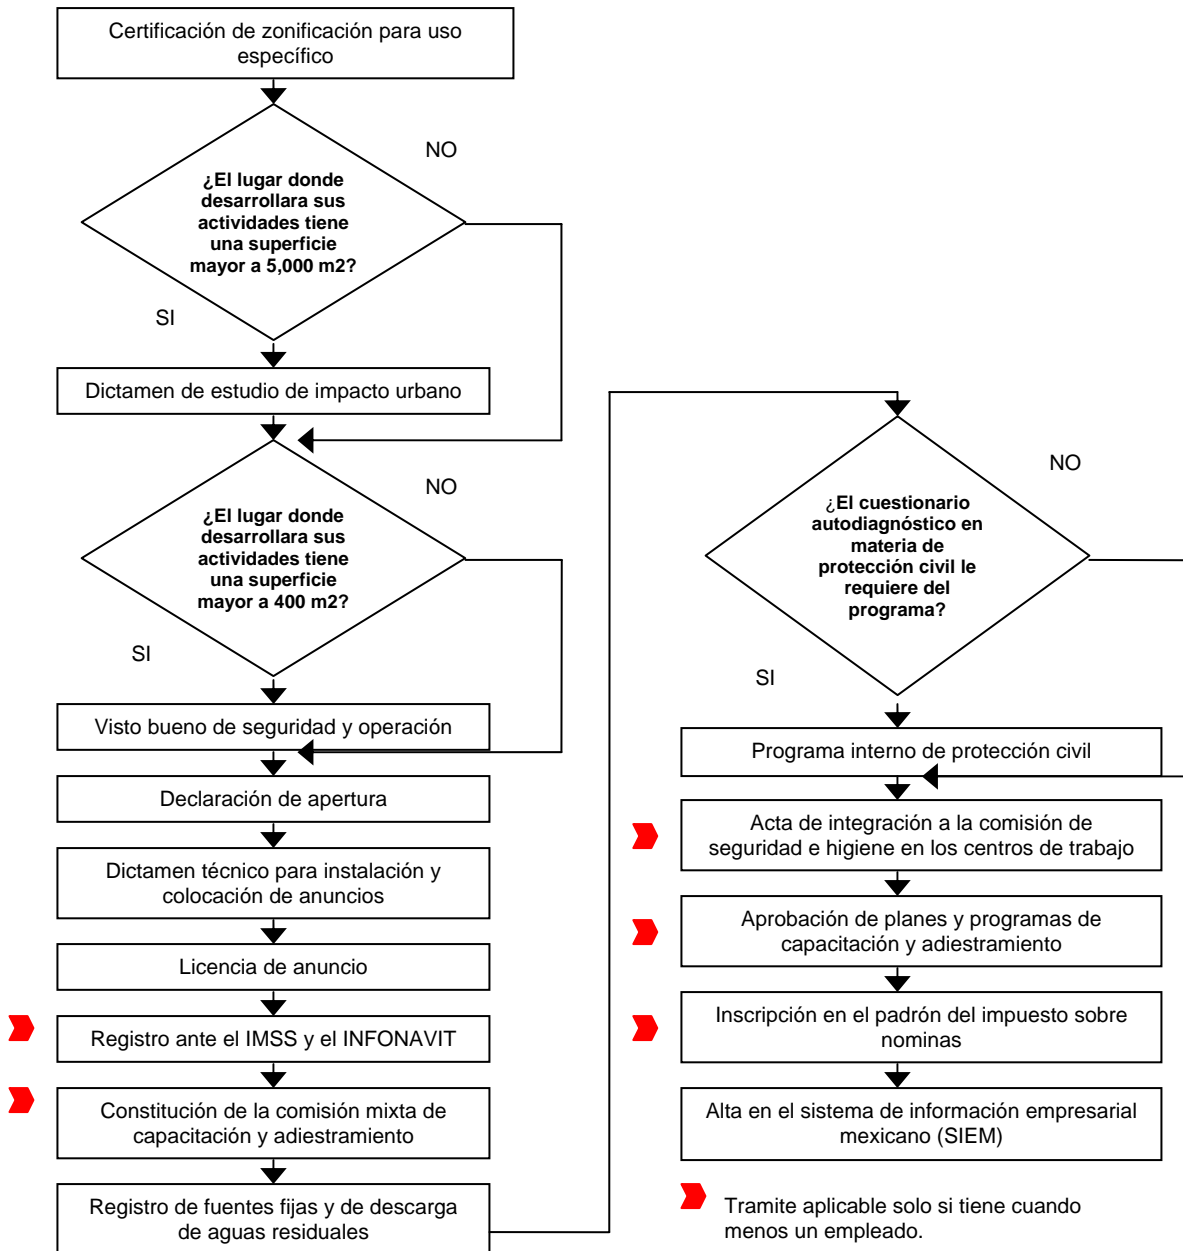 Certificación de zonificación para uso
específico
NO
¿El lugar donde
desarrollara sus
actividades tiene
una superficie
mayor a 5,000 m2?
SI
Dictamen de estudio de impacto urbano
NO
¿El lugar donde
desarrollara sus
actividades tiene
una superficie
mayor a 400 m2?
SI
Visto bueno de seguridad y operación
Declaración de apertura
Dictamen técnico para instalación y
colocación de anuncios
Licencia de anuncio
Registro ante el IMSS y el INFONAVIT
Constitución de la comisión mixta de
capacitación y adiestramiento
Registro de fuentes fijas y de descarga
de aguas residuales
NO
¿El cuestionario
autodiagnóstico en
materia de
protección civil le
requiere del
programa?
SI
Programa interno de protección civil
Acta de integración a la comisión de
seguridad e higiene en los centros de trabajo
Aprobación de planes y programas de
capacitación y adiestramiento
Inscripción en el padrón del impuesto sobre
nominas
Alta en el sistema de información empresarial
mexicano (SIEM)
Tramite aplicable solo si tiene cuando
menos un empleado.